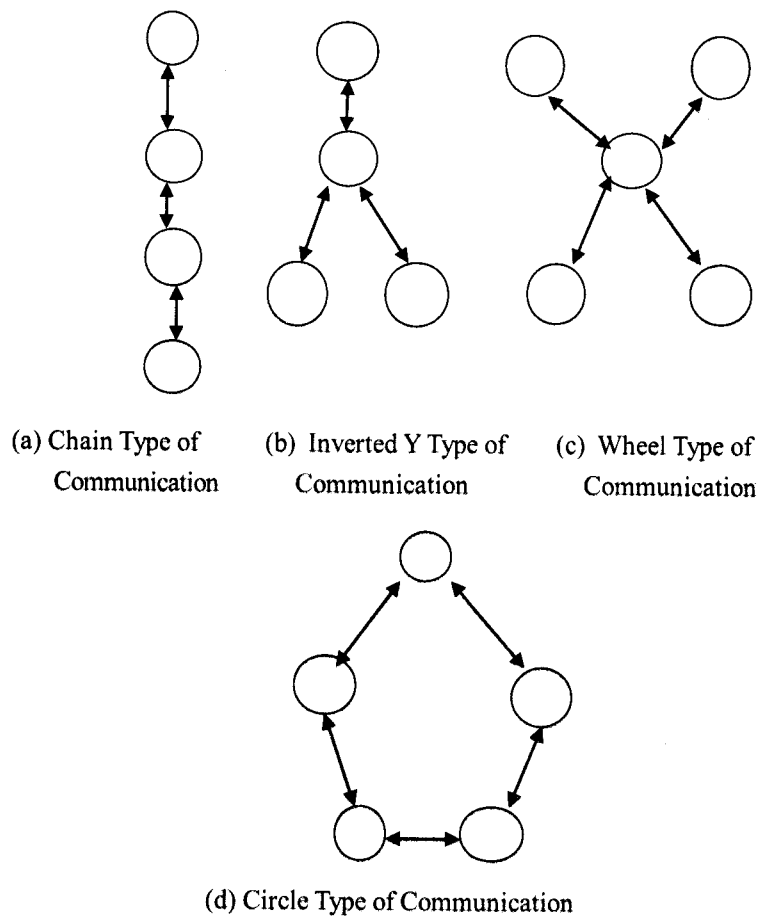 (a) Chain Type of
Communication
(b) Inverted Y Type of
Communication
(c) Wheel Type of
Communication
(d) Circle Type of Communication